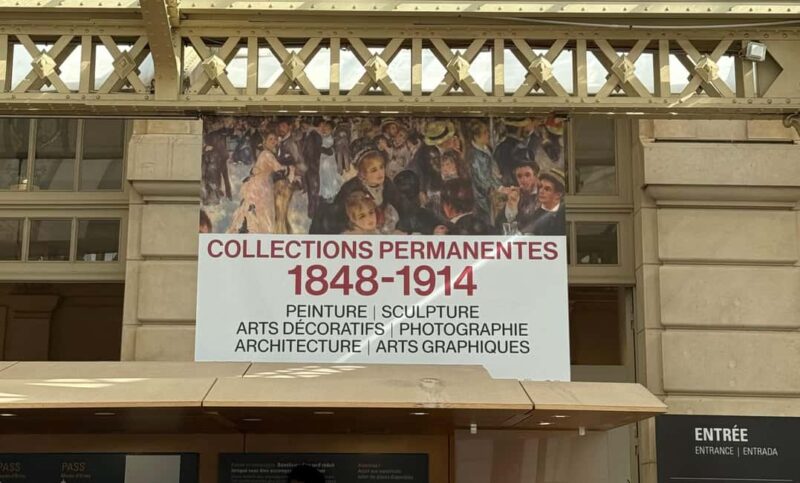 COLLECTIONS PERMANENTES
1848-1914
PEINTURE | SCULPTURE
ARTS DÉCORATIFS | PHOTOGRAPHIE
ARCHITECTURE | ARTS GRAPHIQUES
ENTRÉE
ENTRANCE | ENTRADA
PASS
PASS